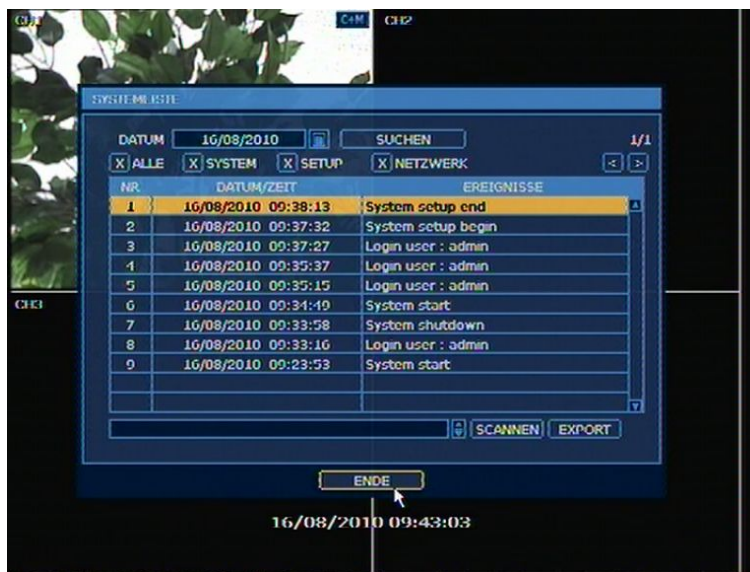 CH1 C+M CH2
SYSTEMLISTE
DATUM 16/08/2010 SUCHEN 1/1
X ALLE X SYSTEM X SETUP X NETZWERK < >
NR. DATUM/ZEIT EREIGNISSE
1 16/08/2010 09:38:13 System setup end
2 16/08/2010 09:37:32 System setup begin
3 16/08/2010 09:37:27 Login user : admin
4 16/08/2010 09:35:37 Login user : admin
5 16/08/2010 09:35:15 Login user : admin
6 16/08/2010 09:34:49 System start
7 16/08/2010 09:33:58 System shutdown
8 16/08/2010 09:33:16 Login user : admin
9 16/08/2010 09:23:53 System start
CH3
SCANNEN EXPORT
ENDE
16/08/2010 09:43:03